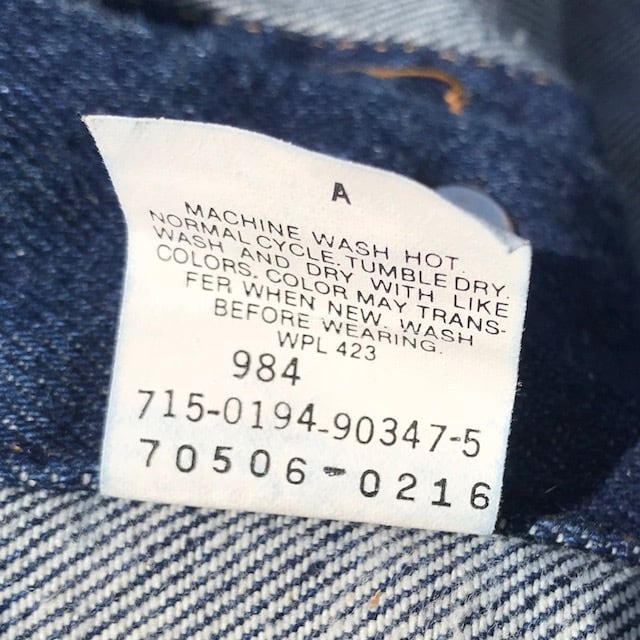 A
MACHINE WASH HOT.
NORMAL CYCLE. TUMBLE DRY.
WASH AND DRY WITH LIKE
COLORS. COLOR MAY TRANS-
FER WHEN NEW. WASH
BEFORE WEARING.
WPL 423
984
715-0194-90347-5
70506-0216